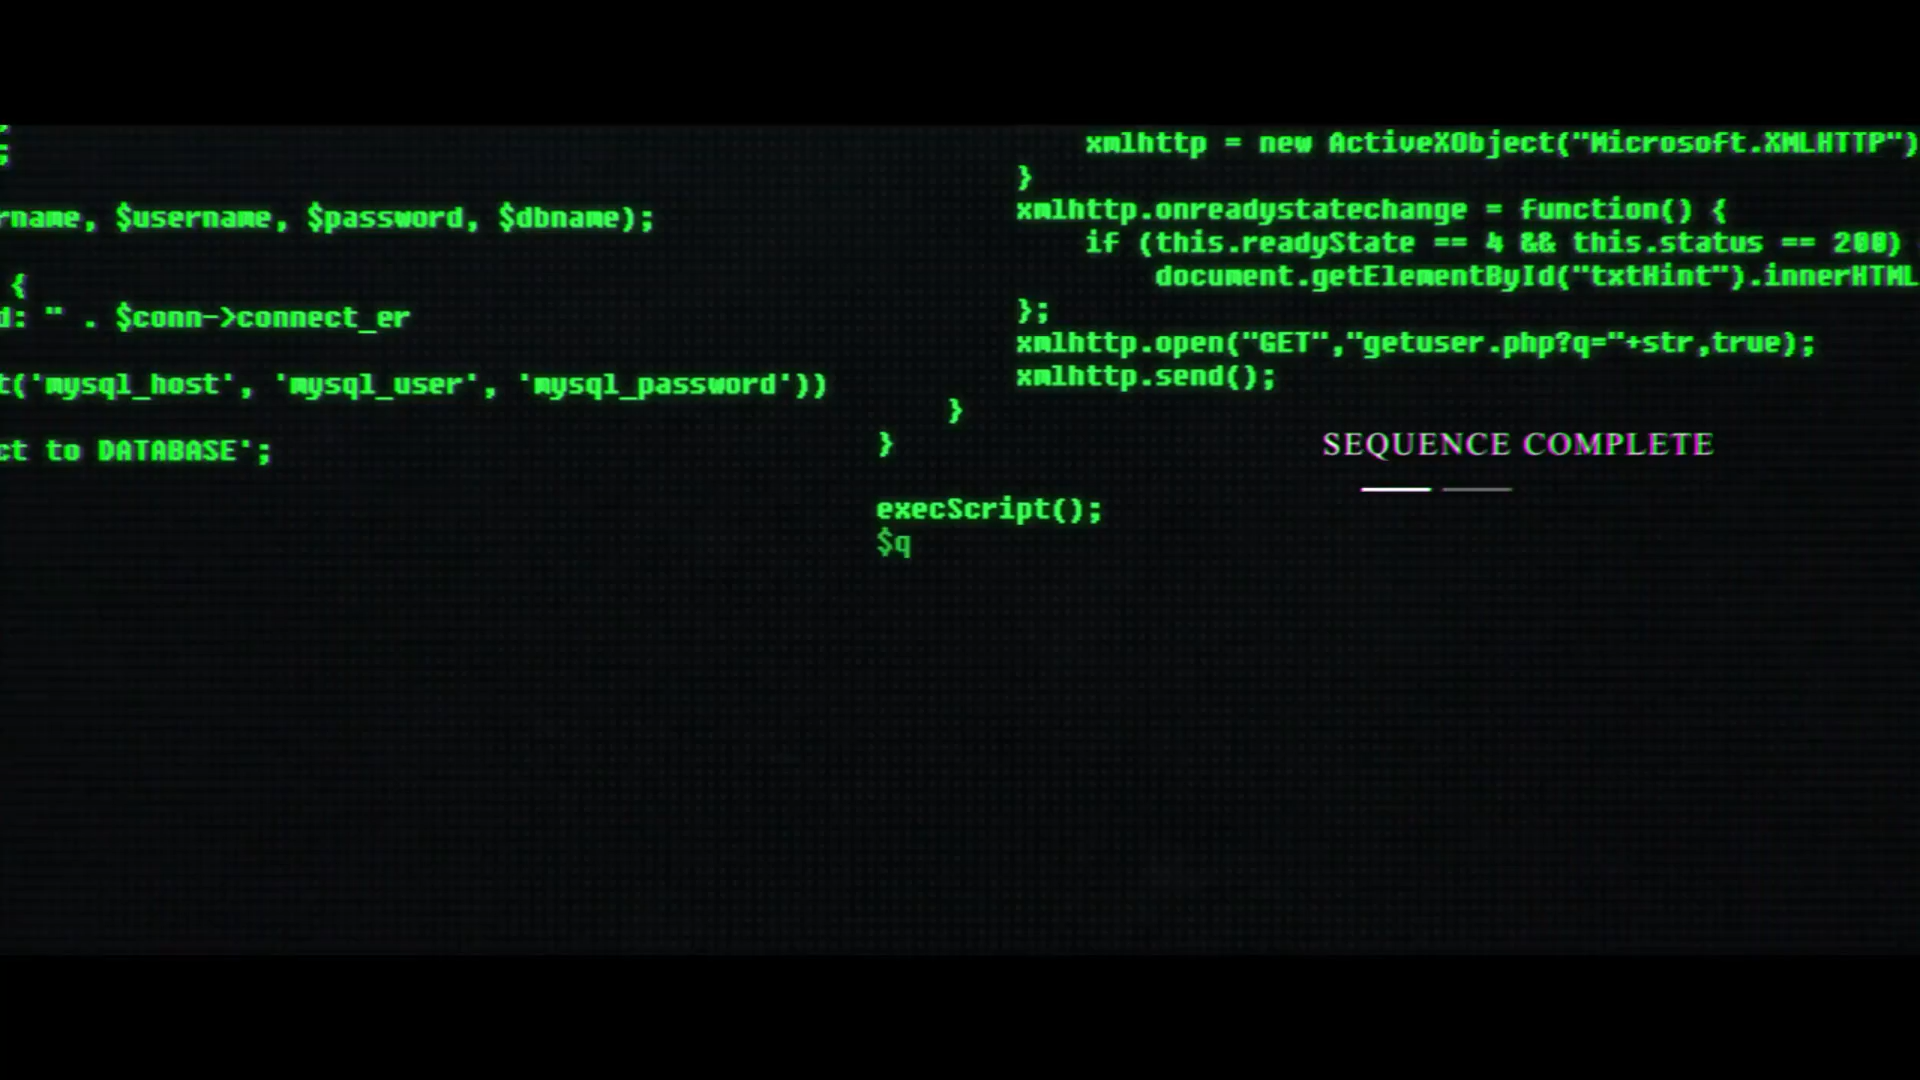 ;
rname, $username, $password, $dbname);
{
d: " . $conn->connect_er
t('mysql_host', 'mysql_user', 'mysql_password'))
ct to DATABASE';
xmlhttp = new ActiveXObject("Microsoft.XMLHTTP")
}
xmlhttp.onreadystatechange = function() {
if (this.readyState == 4 && this.status == 200)
document.getElementById("txtHint").innerHTML
};
xmlhttp.open("GET","getuser.php?q="+str,true);
xmlhttp.send();
}
}
execScript();
$q
SEQUENCE COMPLETE